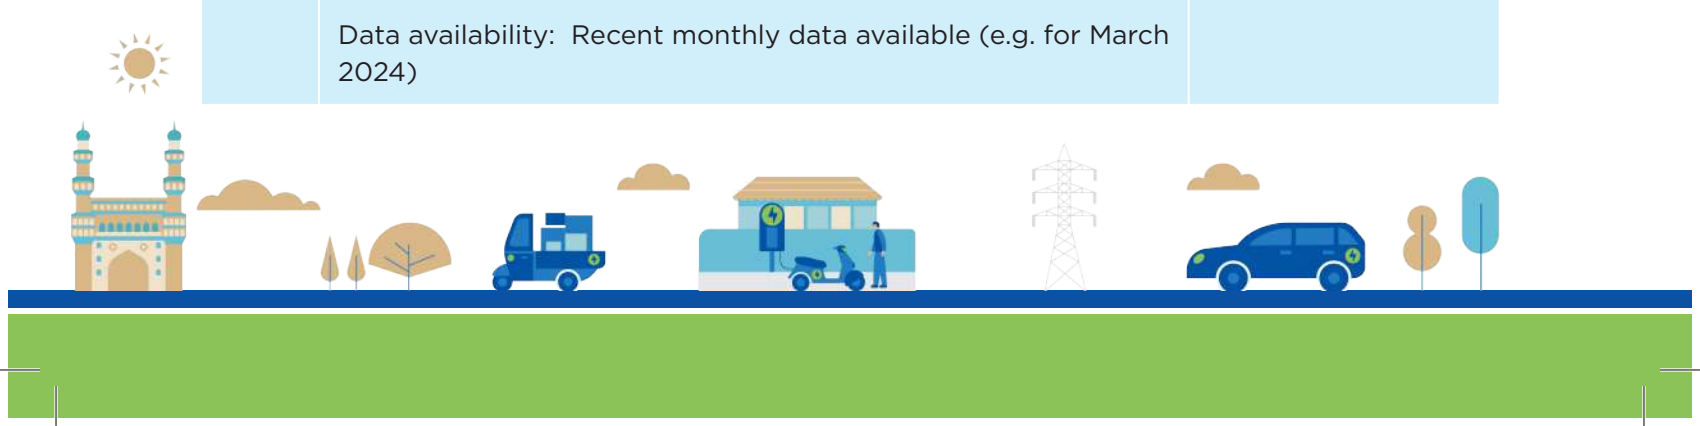 Data availability: Recent monthly data available (e.g. for March
2024)